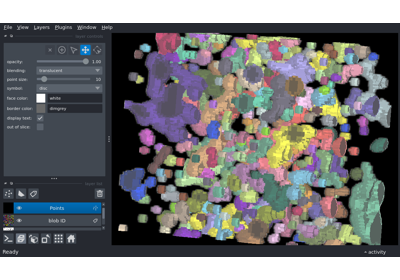 File View Layers Plugins Window Help
opacity: 1.00
blending: translucent
point size: 10
symbol: disc
face color: white
border color: dimgrey
display text:
out of slice:
Points
blob ID
Ready
activity